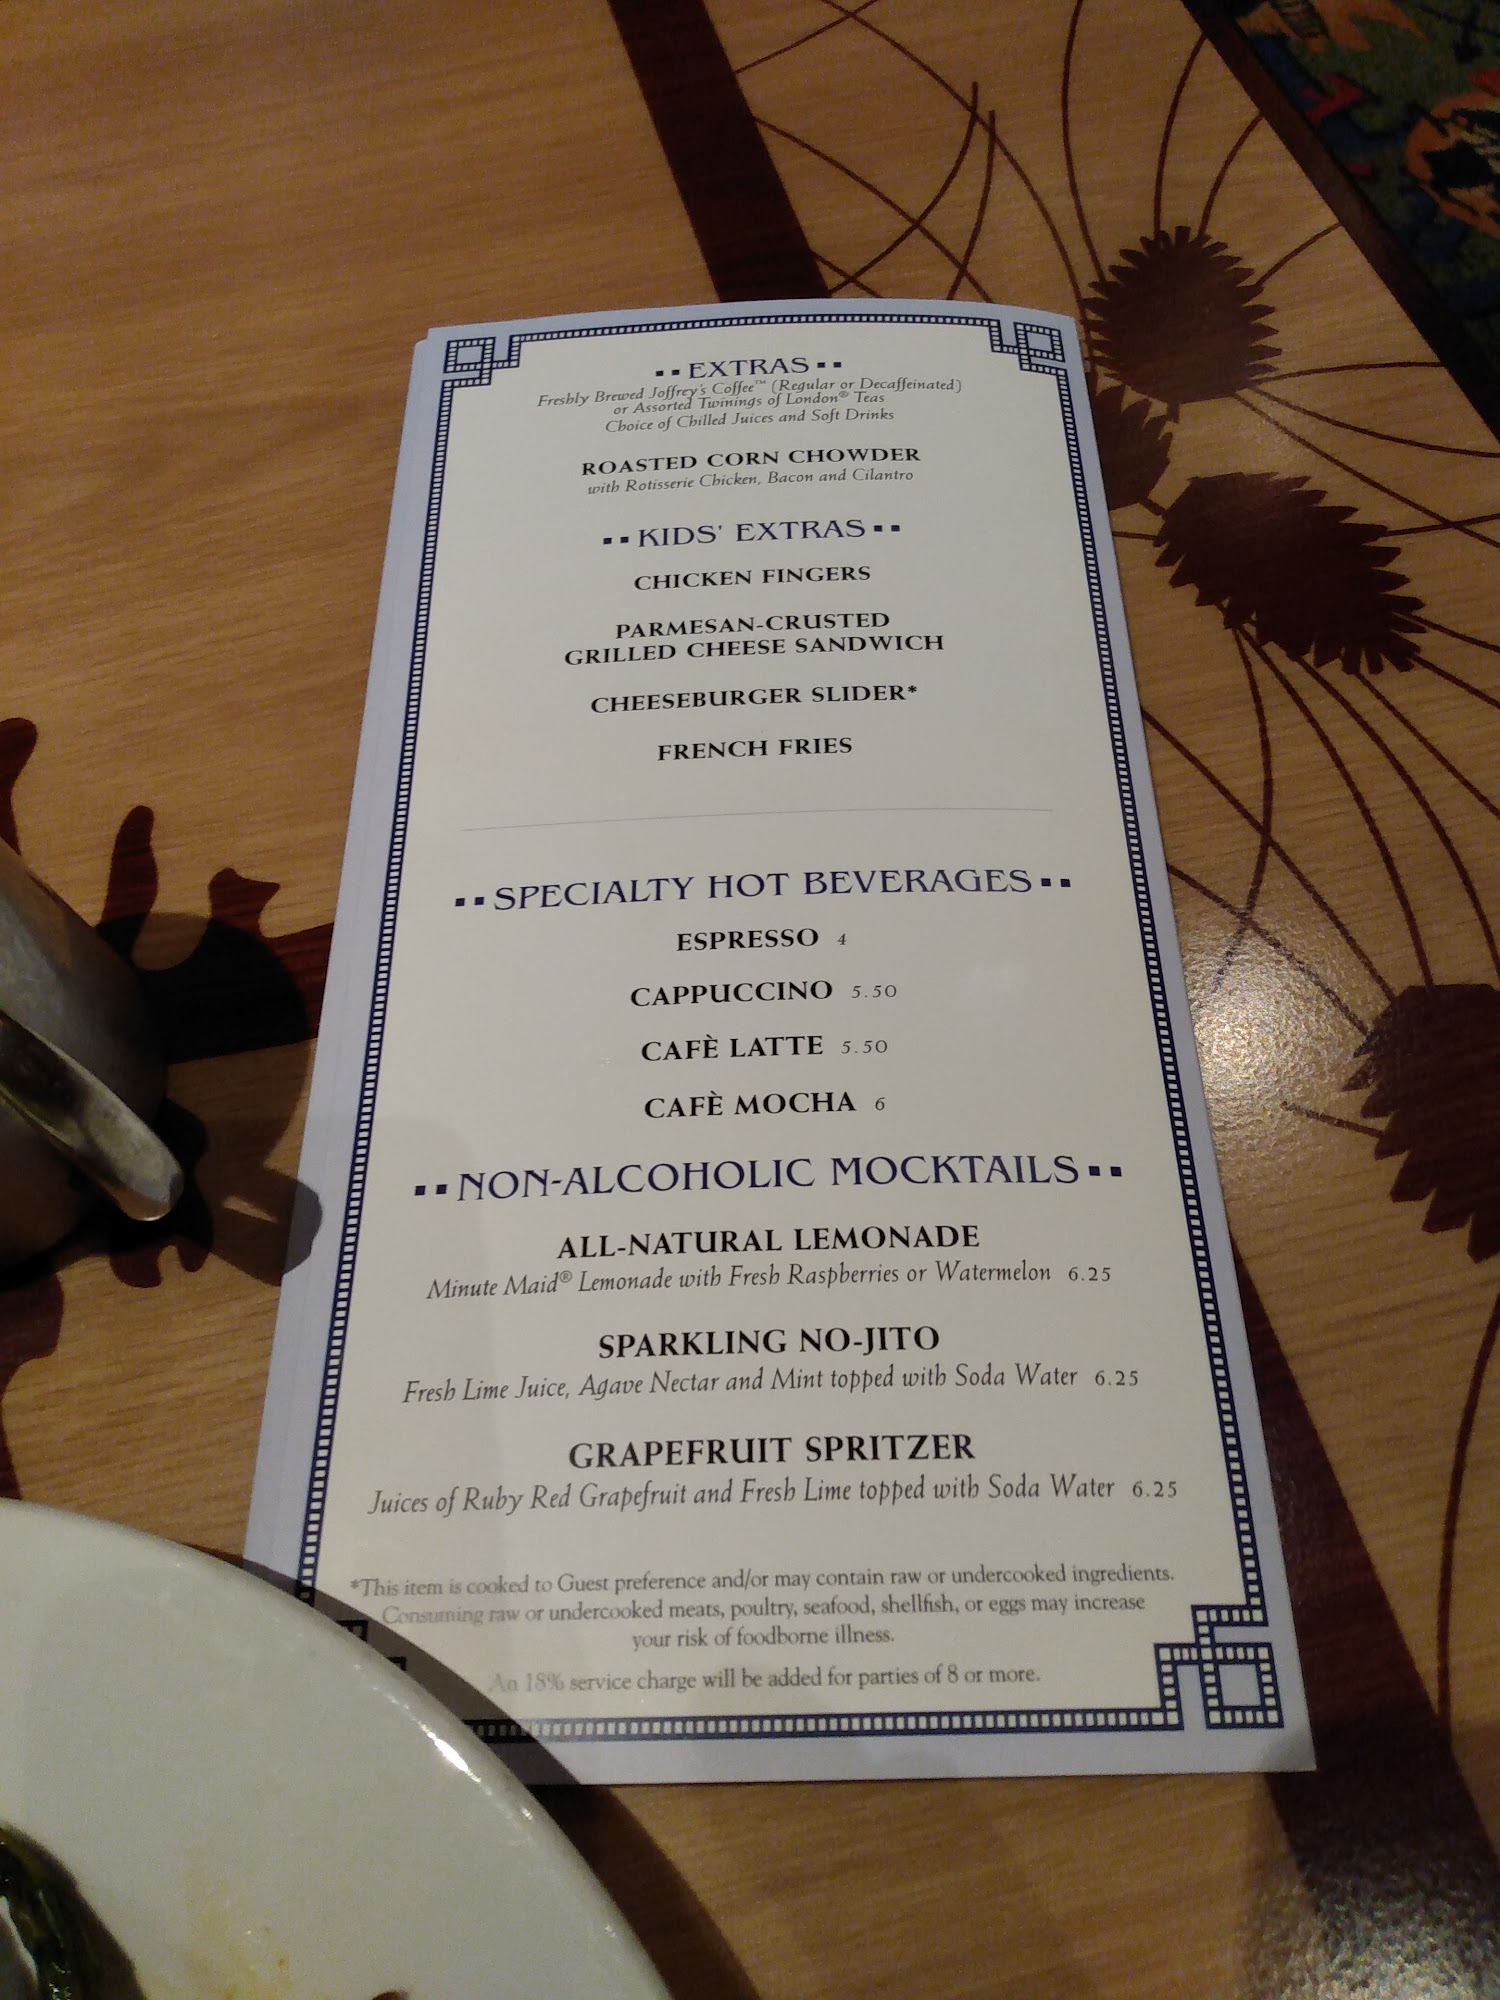 ▪▪EXTRAS▪▪
Freshly Brewed Joffrey's Coffee™ (Regular or Decaffeinated)
or Assorted Twinings of London® Teas
Choice of Chilled Juices and Soft Drinks
ROASTED CORN CHOWDER
with Rotisserie Chicken, Bacon and Cilantro
▪▪KIDS' EXTRAS▪▪
CHICKEN FINGERS
PARMESAN-CRUSTED
GRILLED CHEESE SANDWICH
CHEESEBURGER SLIDER*
FRENCH FRIES
▪▪SPECIALTY HOT BEVERAGES▪▪
ESPRESSO 4
CAPPUCCINO 5.50
CAFÈ LATTE 5.50
CAFÈ MOCHA 6
▪▪NON-ALCOHOLIC MOCKTAILS▪▪
ALL-NATURAL LEMONADE
Minute Maid® Lemonade with Fresh Raspberries or Watermelon 6.25
SPARKLING NO-JITO
Fresh Lime Juice, Agave Nectar and Mint topped with Soda Water 6.25
GRAPEFRUIT SPRITZER
Juices of Ruby Red Grapefruit and Fresh Lime topped with Soda Water 6.25
*This item is cooked to Guest preference and/or may contain raw or undercooked ingredients.
Consuming raw or undercooked meats, poultry, seafood, shellfish, or eggs may increase
your risk of foodborne illness.
An 18% service charge will be added for parties of 8 or more.